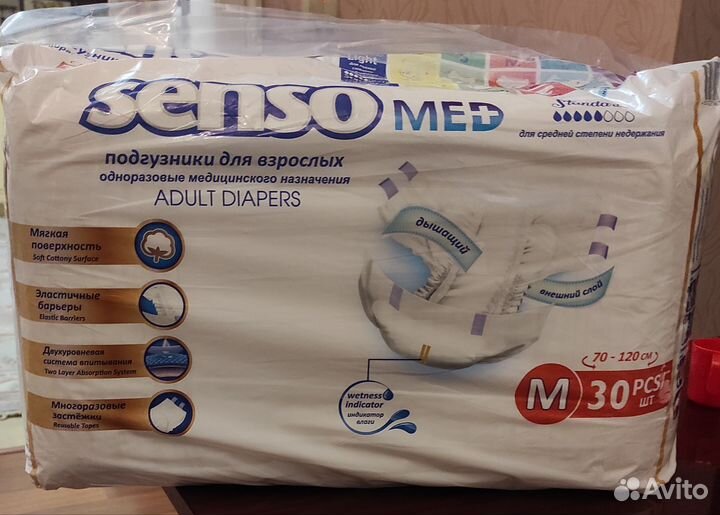 Light
senso MED
Standard
для средней степени недержания
подгузники для взрослых
одноразовые медицинского назначения
ADULT DIAPERS
Мягкая
поверхность
Soft Cottony Surface
Эластичные
барьеры
Elastic Barriers
Двухуровневая
система впитывания
Two Layer Absorption System
Многоразовые
застёжки
Reusable Tapes
дышащий
внешний слой
wetness
indicator
индикатор
влаги
70 - 120 см
M 30 PCS/
шт
Avito